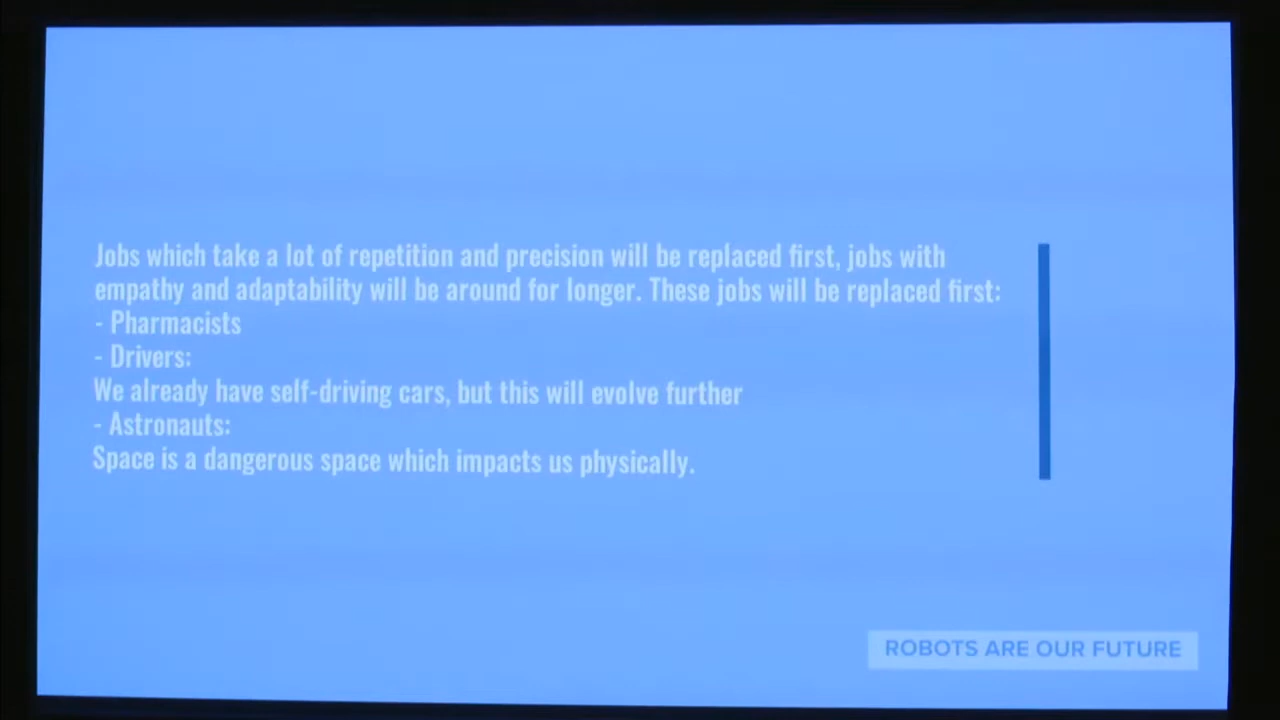 Jobs which take a lot of repetition and precision will be replaced first, jobs with
empathy and adaptability will be around for longer. These jobs will be replaced first:
- Pharmacists
- Drivers:
We already have self-driving cars, but this will evolve further
- Astronauts:
Space is a dangerous space which impacts us physically.
ROBOTS ARE OUR FUTURE